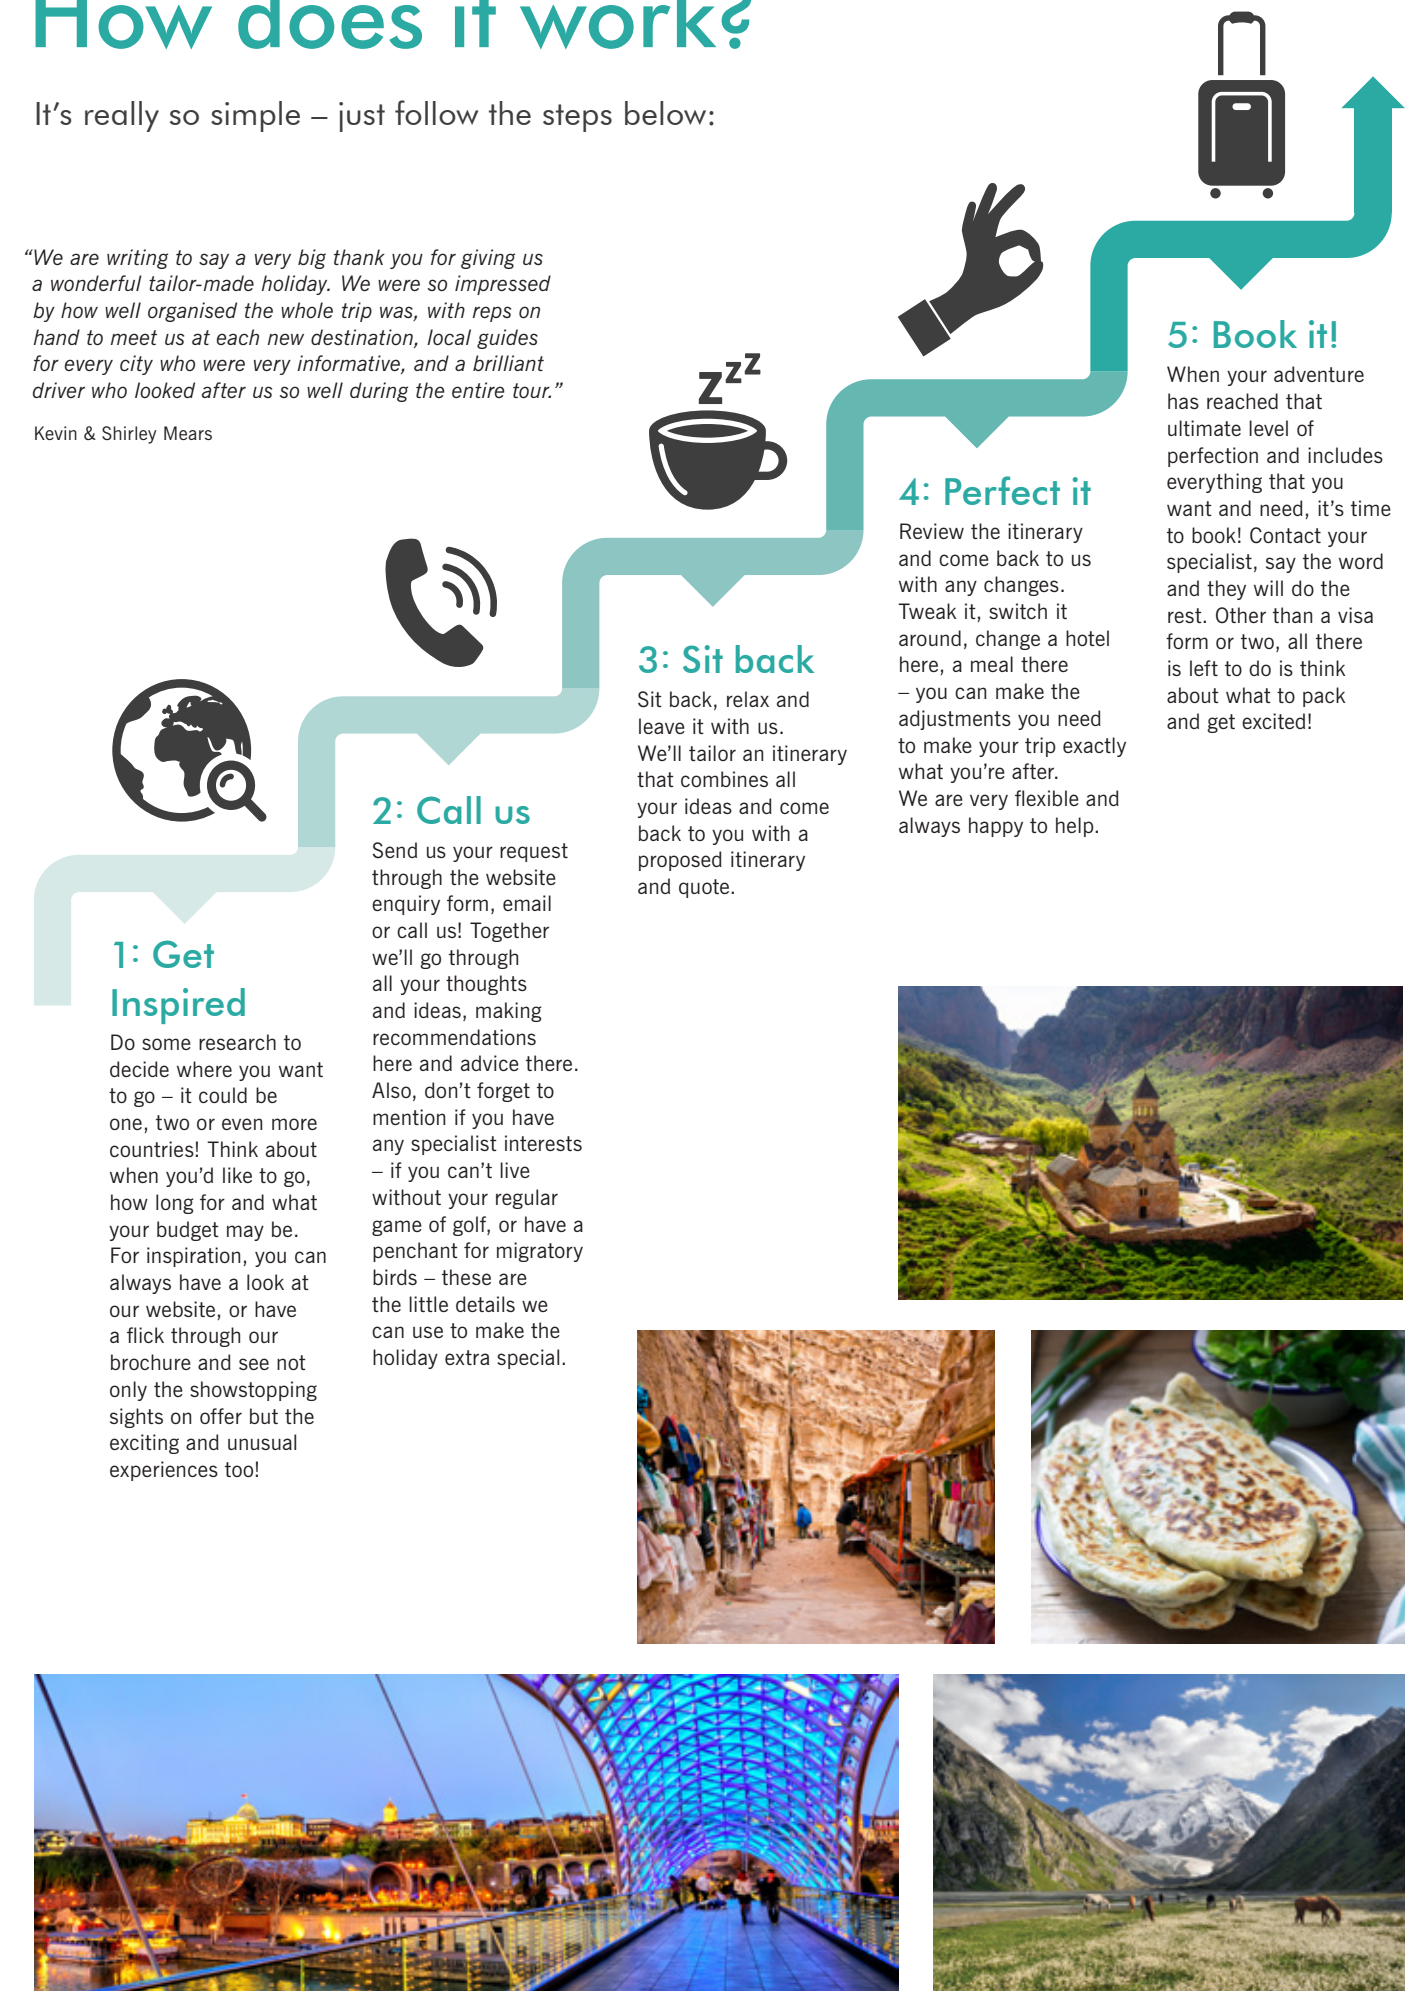 How does it work?
It’s really so simple – just follow the steps below:
“We are writing to say a very big thank you for giving us
a wonderful tailor-made holiday. We were so impressed
by how well organised the whole trip was, with reps on
hand to meet us at each new destination, local guides
for every city who were very informative, and a brilliant
driver who looked after us so well during the entire tour.”
Kevin & Shirley Mears
1: Get
Inspired
Do some research to
decide where you want
to go – it could be
one, two or even more
countries! Think about
when you’d like to go,
how long for and what
your budget may be.
For inspiration, you can
always have a look at
our website, or have
a flick through our
brochure and see not
only the showstopping
sights on offer but the
exciting and unusual
experiences too!
2: Call us
Send us your request
through the website
enquiry form, email
or call us! Together
we’ll go through
all your thoughts
and ideas, making
recommendations
here and advice there.
Also, don’t forget to
mention if you have
any specialist interests
– if you can’t live
without your regular
game of golf, or have a
penchant for migratory
birds – these are
the little details we
can use to make the
holiday extra special.
zzz
3: Sit back
Sit back, relax and
leave it with us.
We’ll tailor an itinerary
that combines all
your ideas and come
back to you with a
proposed itinerary
and quote.
4: Perfect it
Review the itinerary
and come back to us
with any changes.
Tweak it, switch it
around, change a hotel
here, a meal there
– you can make the
adjustments you need
to make your trip exactly
what you’re after.
We are very flexible and
always happy to help.
5: Book it!
When your adventure
has reached that
ultimate level of
perfection and includes
everything that you
want and need, it’s time
to book! Contact your
specialist, say the word
and they will do the
rest. Other than a visa
form or two, all there
is left to do is think
about what to pack
and get excited!